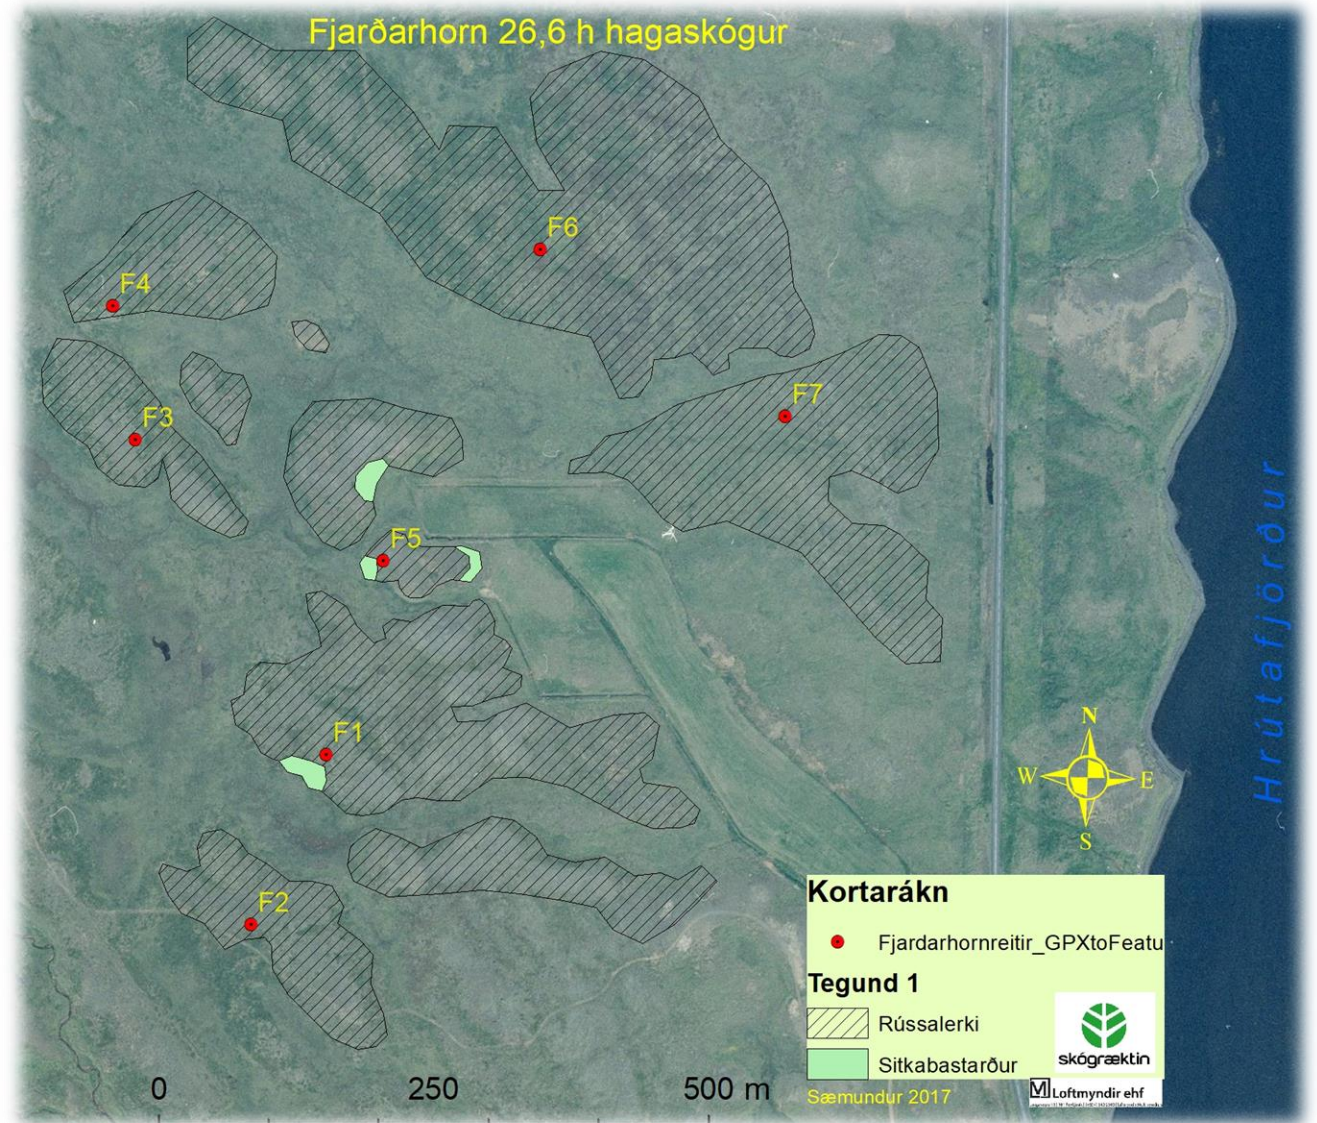 Fjarðarhorn 26,6 h hagaskógur
F6
F4
F7
F3
F5
F1
F2
Hrútafjörður
N
W
E
S
Kortarákn
Fjardarhornreitir_GPXtoFeatu
Tegund 1
Rússalerki
Sitkabastarður
skógræktin
Sæmundur 2017
Loftmyndir ehf
0
250
500 m